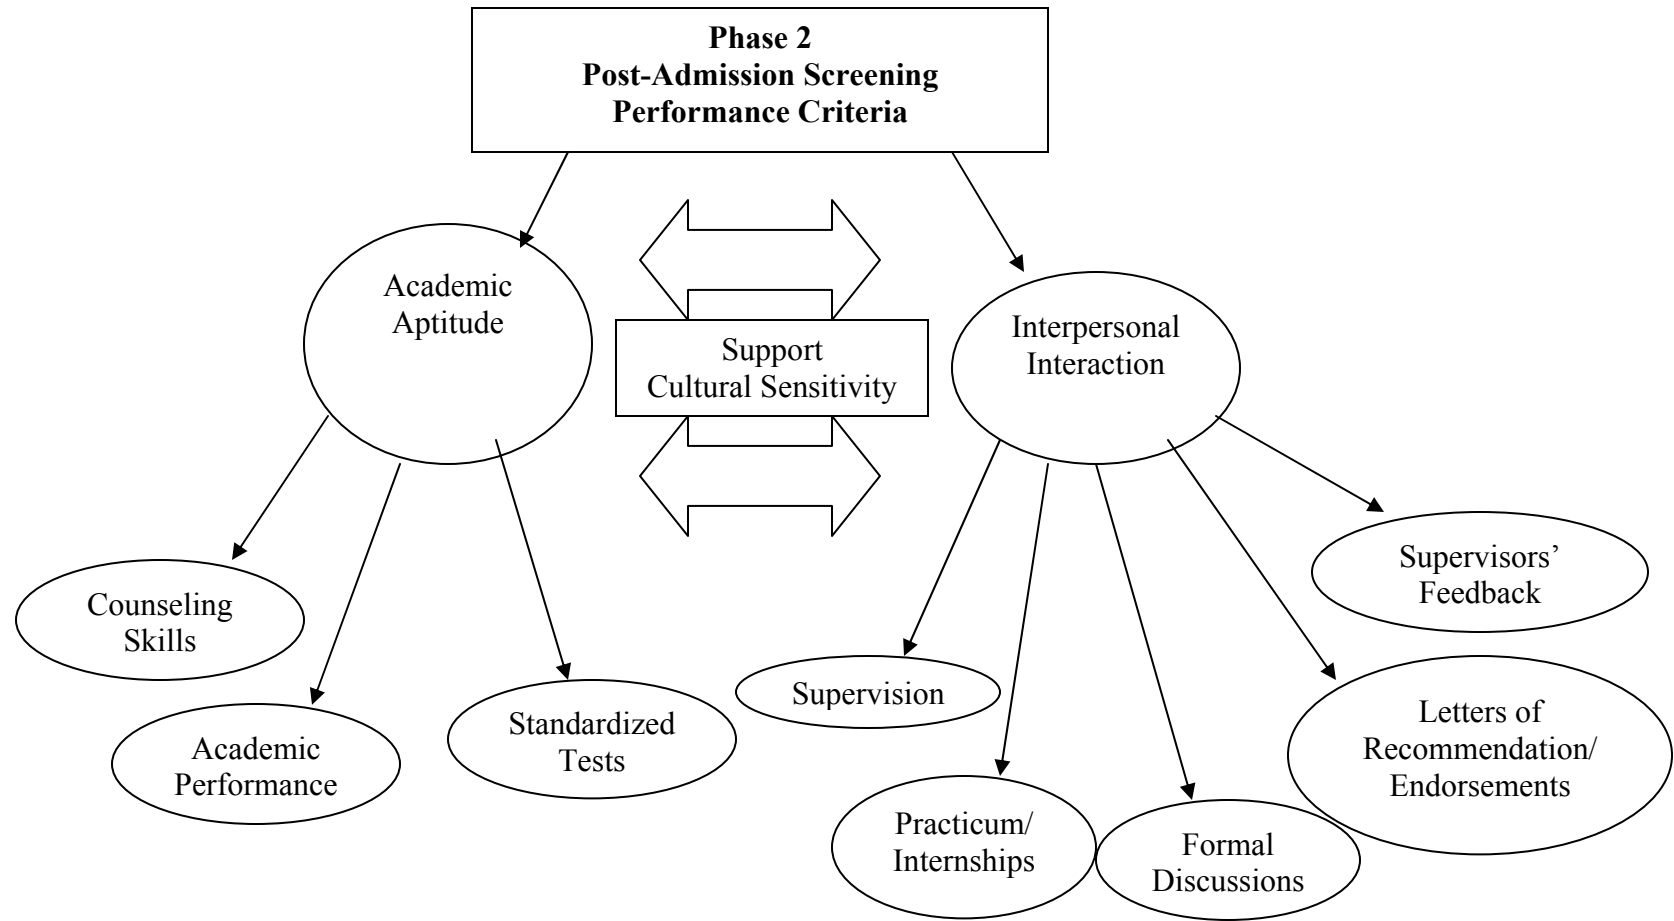 Phase 2
Post-Admission Screening
Performance Criteria
Academic
Aptitude
Support
Cultural Sensitivity
Interpersonal
Interaction
Counseling
Skills
Academic
Performance
Standardized
Tests
Supervision
Practicum/
Internships
Formal
Discussions
Letters of
Recommendation/
Endorsements
Supervisors’
Feedback